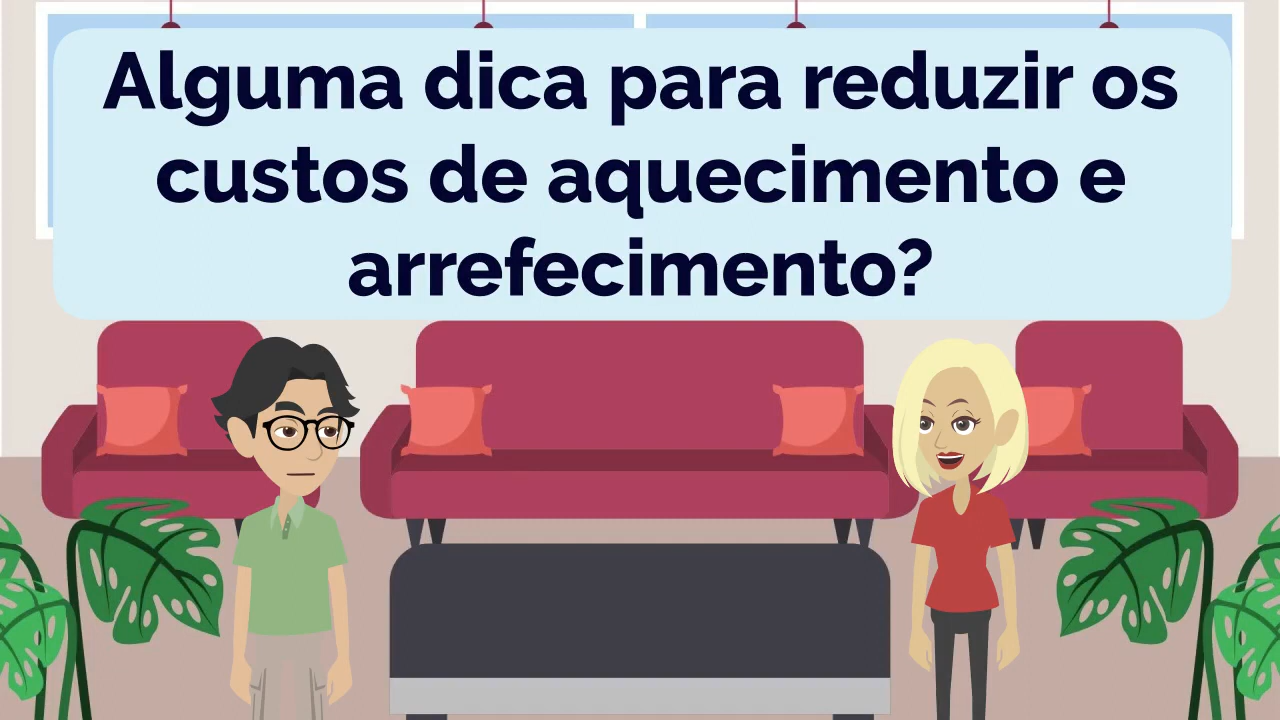 Alguma dica para reduzir os
custos de aquecimento e
arrefecimento?